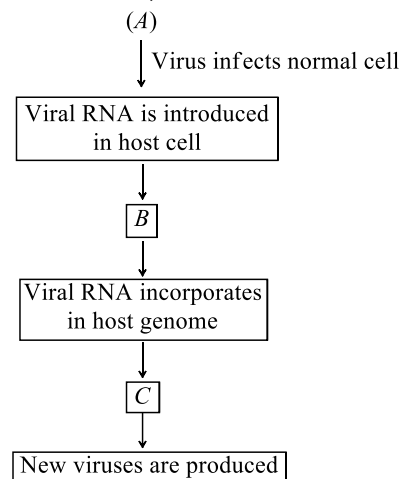 (A)
Virus infects normal cell
Viral RNA is introduced
in host cell
B
Viral RNA incorporates
in host genome
C
New viruses are produced